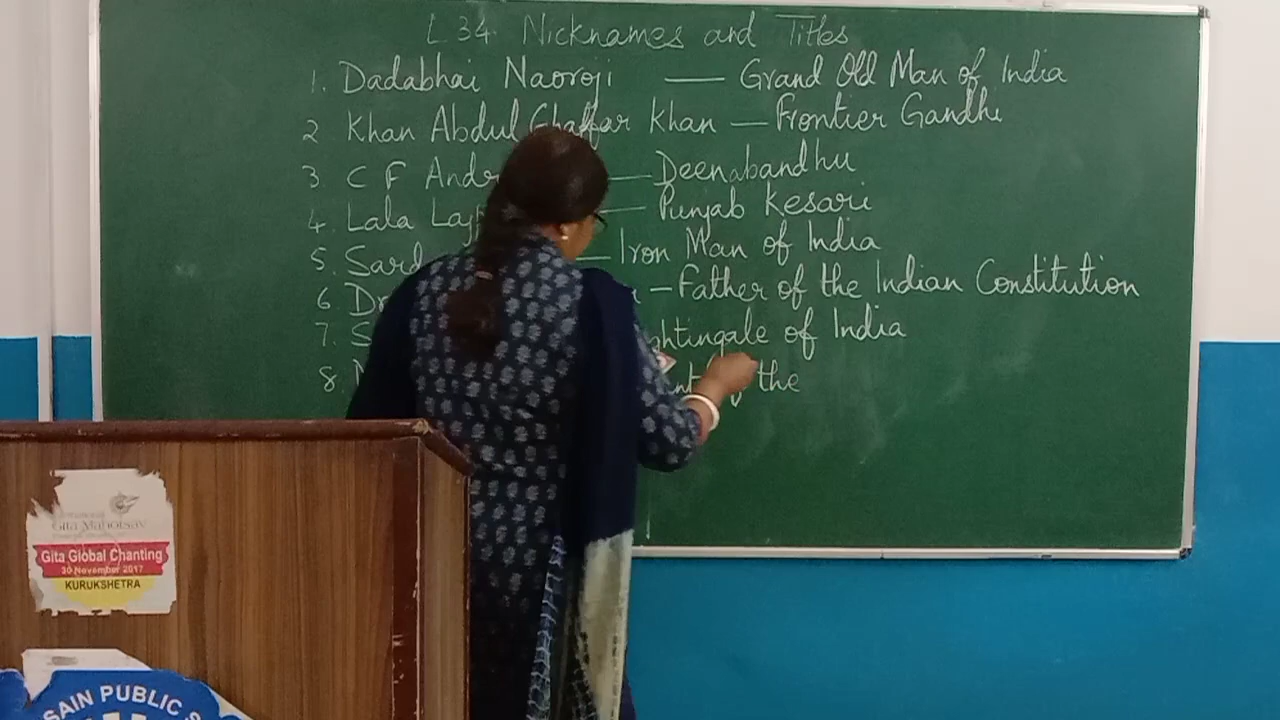 L 34 Nicknames and Titles
1. Dadabhai Naoroji — Grand Old Man of India
2 Khan Abdul Ghaffar Khan — Frontier Gandhi
3. C F Andr — Deenabandhu
4. Lala Laj — Punjab Kesari
5. Sard — Iron Man of India
6. Dr — Father of the Indian Constitution
7. S ghtingale of India
8. the
Gita Mahotsav
Gita Global Chanting
30 November 2017
KURUKSHETRA
SAIN PUBLIC S